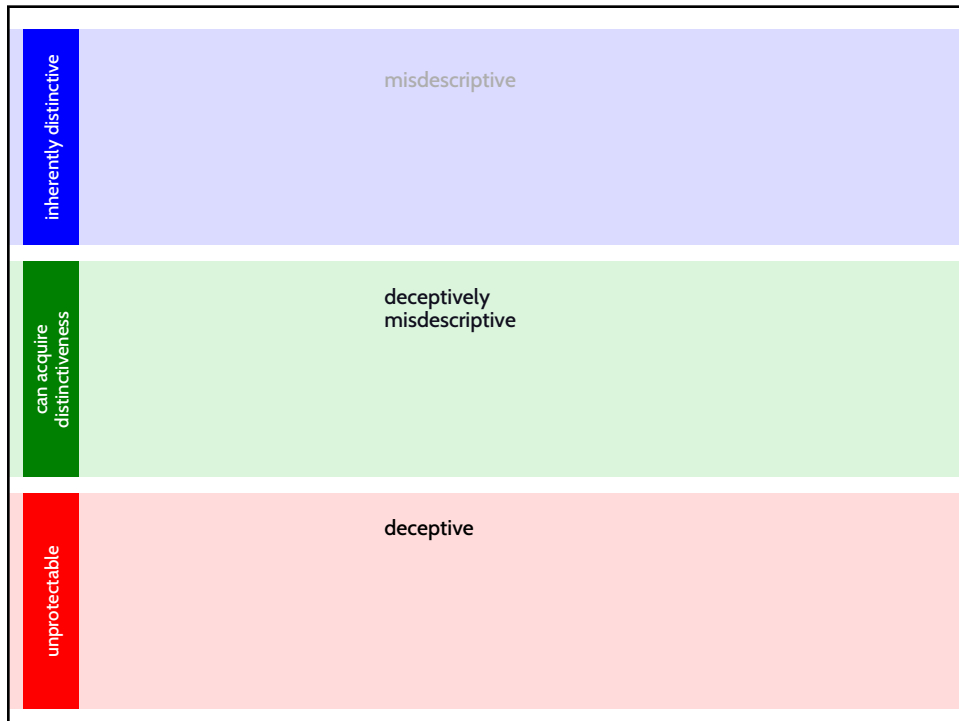 inherently distinctive
misdescriptive
can acquire
distinctiveness
deceptively
misdescriptive
unprotectable
deceptive